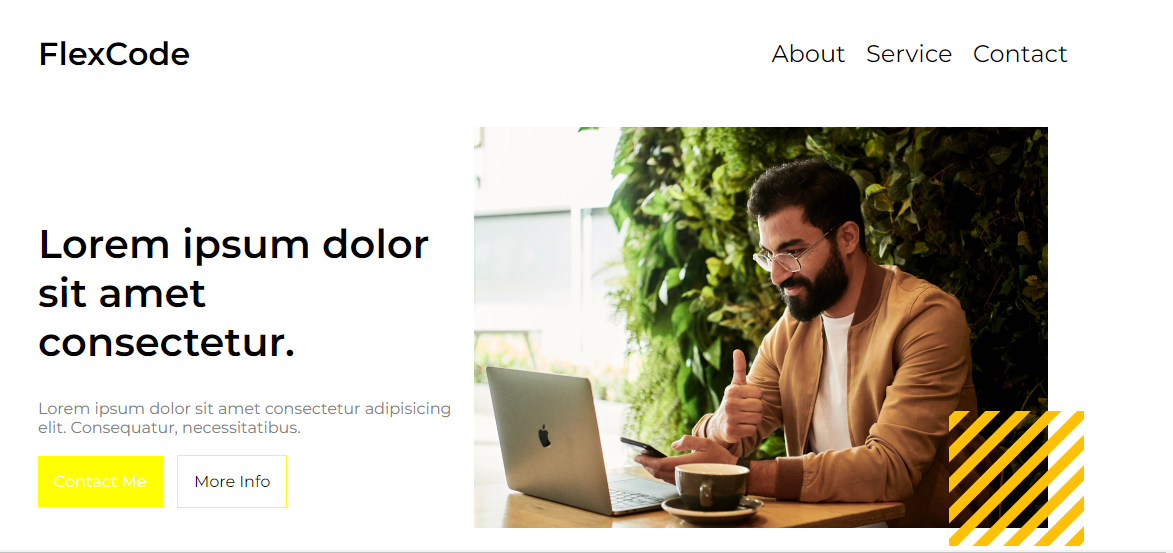 FlexCode
About Service Contact
Lorem ipsum dolor
sit amet
consectetur.
Lorem ipsum dolor sit amet consectetur adipisicing
elit. Consequatur, necessitatibus.
Contact Me More Info